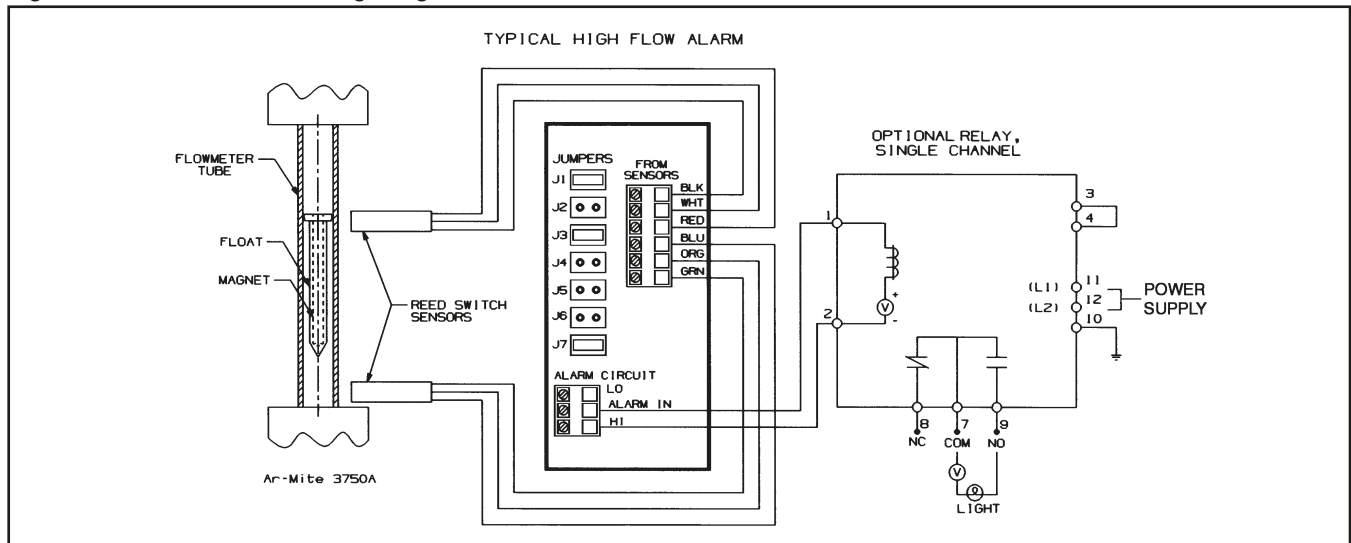 TYPICAL HIGH FLOW ALARM
FLOWMETER
TUBE
FLOAT
MAGNET
REED SWITCH
SENSORS
Ar-Mite 3750A
JUMPERS
J1
J2
J3
J4
J5
J6
J7
FROM
SENSORS
BLK
WHT
RED
BLU
ORG
GRN
ALARM CIRCUIT
LO
ALARM IN
HI
OPTIONAL RELAY,
SINGLE CHANNEL
1
2
V
+
-
3
4
(L1) 11
(L2) 12
10
POWER
SUPPLY
8 7 9
NC COM NO
V
LIGHT